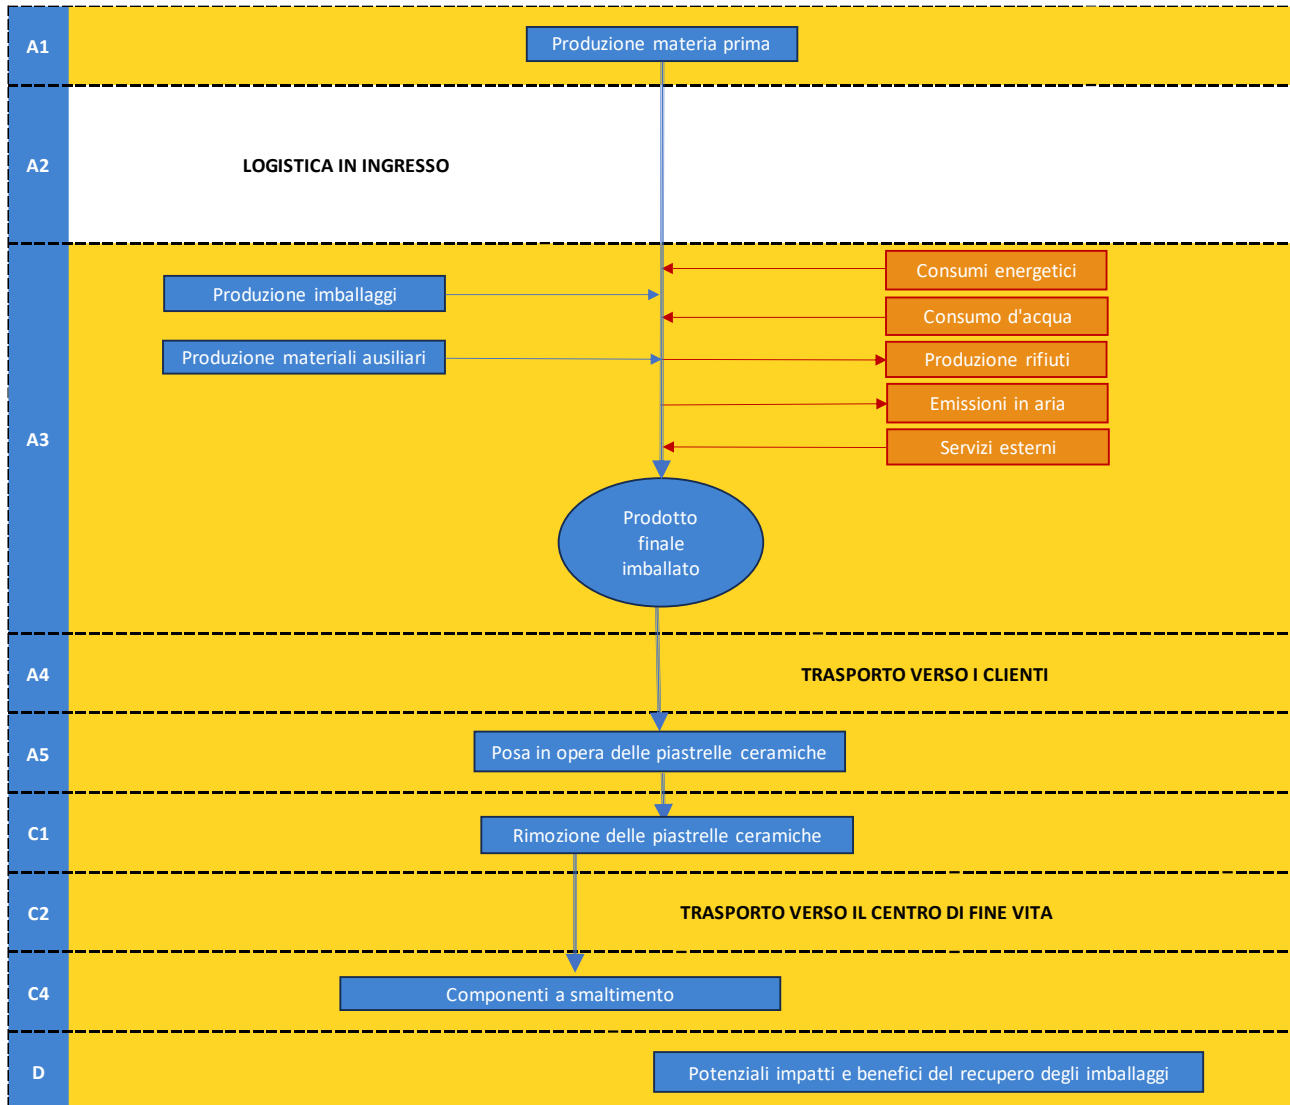 A1
Produzione materia prima
A2
LOGISTICA IN INGRESSO
A3
Consumi energetici
Produzione imballaggi
Consumo d'acqua
Produzione materiali ausiliari
Produzione rifiuti
Emissioni in aria
Servizi esterni
Prodotto
finale
imballato
A4
TRASPORTO VERSO I CLIENTI
A5
Posa in opera delle piastrelle ceramiche
C1
Rimozione delle piastrelle ceramiche
C2
TRASPORTO VERSO IL CENTRO DI FINE VITA
C4
Componenti a smaltimento
D
Potenziali impatti e benefici del recupero degli imballaggi